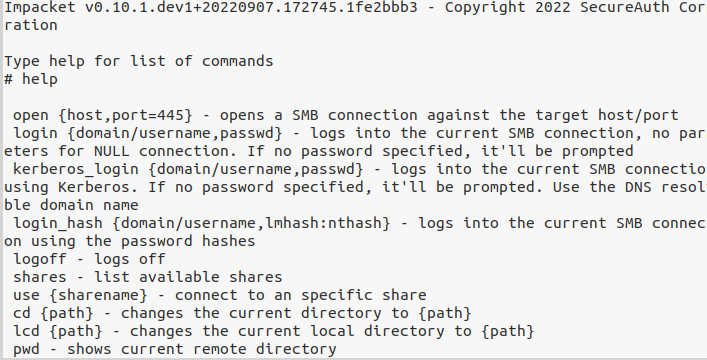 Impacket v0.10.1.dev1+20220907.172745.1fe2bbb3 - Copyright 2022 SecureAuth Cor
ration
Type help for list of commands
# help
open {host,port=445} - opens a SMB connection against the target host/port
login {domain/username,passwd} - logs into the current SMB connection, no par
eters for NULL connection. If no password specified, it'll be prompted
kerberos_login {domain/username,passwd} - logs into the current SMB connectio
using Kerberos. If no password specified, it'll be prompted. Use the DNS resol
ble domain name
login_hash {domain/username,lmhash:nthash} - logs into the current SMB connec
on using the password hashes
logoff - logs off
shares - list available shares
use {sharename} - connect to an specific share
cd {path} - changes the current directory to {path}
lcd {path} - changes the current local directory to {path}
pwd - shows current remote directory